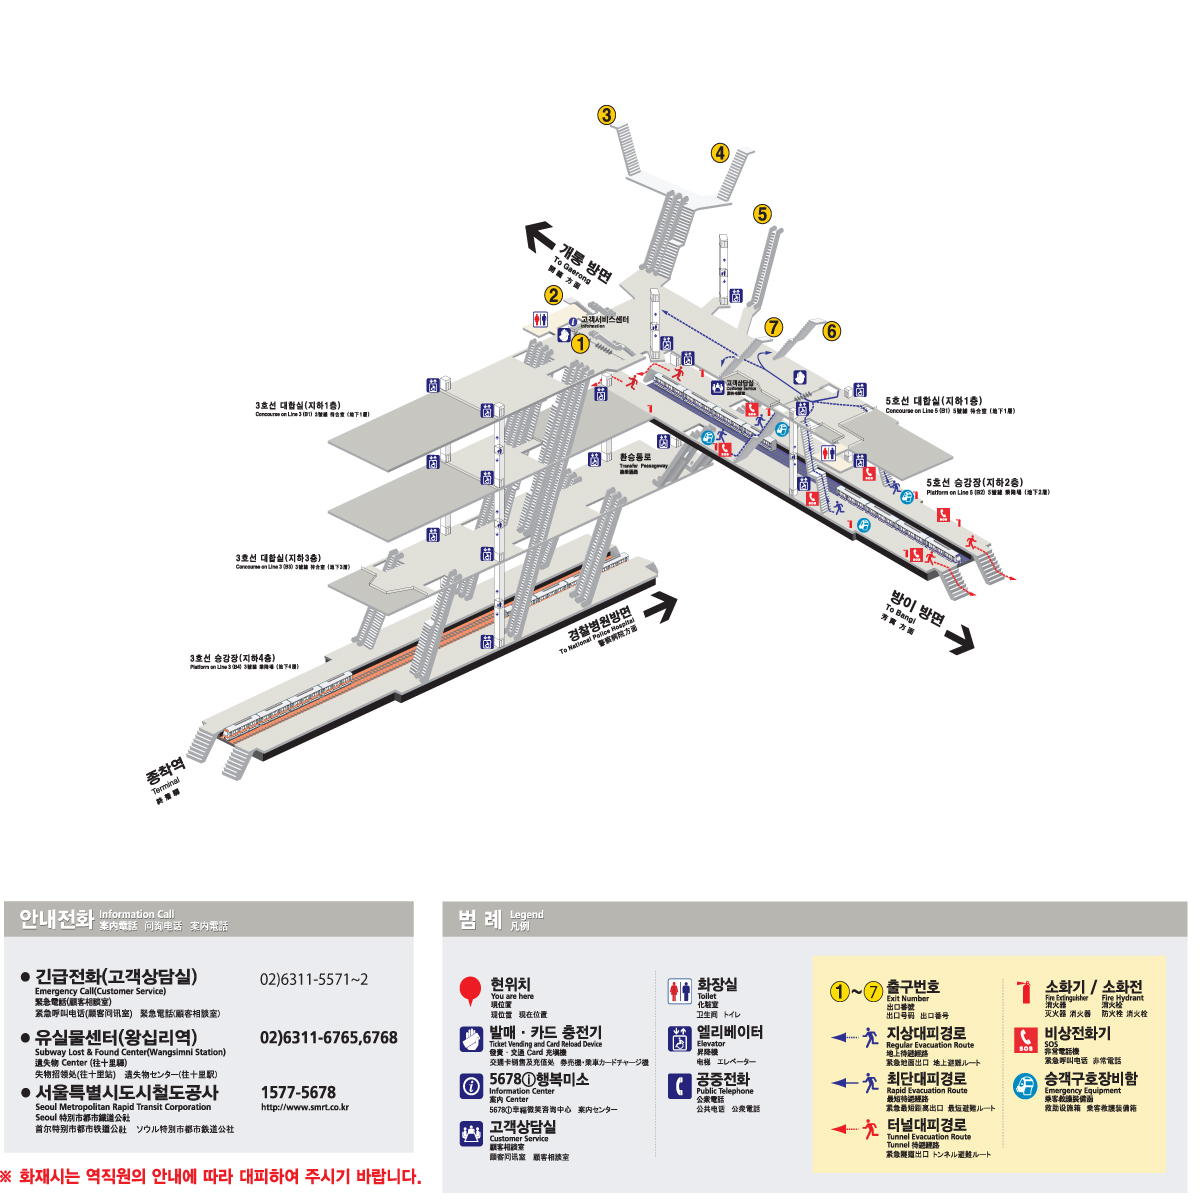 3
4
5
개롱 방면
To Gaerong
開籠 方面
2
고객서비스센터
Information
1
7
6
고객상담실
Customer Service
3호선 대합실(지하1층)
Concourse on Line 3 (B1) 3號線 待合室 (地下1層)
5호선 대합실(지하1층)
Concourse on Line 5 (B1) 5號線 待合室 (地下1層)
환승통로
Transfer Passageway
5호선 승강장(지하2층)
Platform on Line 5 (B2) 5號線 乘降場 (地下2層)
3호선 대합실(지하3층)
Concourse on Line 3 (B3) 3號線 待合室 (地下3層)
방이 방면
To Bangi
芳荑 方面
경찰병원방면
To National Police Hospital
警察病院方面
3호선 승강장(지하4층)
Platform on Line 3 (B4) 3號線 乘降場 (地下4層)
종착역
Terminal
終着驛
안내전화 Information Call
案内電話 问询电话 案内電話
● 긴급전화(고객상담실) 02)6311-5571~2
Emergency Call(Customer Service)
緊急電話(顧客相談室)
紧急呼叫电话(顾客问讯室) 緊急電話(顧客相談室)
● 유실물센터(왕십리역) 02)6311-6765,6768
Subway Lost & Found Center(Wangsimni Station)
遺失物 Center (往十里驛)
失物招领处(往十里站) 遺失物センター(往十里駅)
● 서울특별시도시철도공사 1577-5678
Seoul Metropolitan Rapid Transit Corporation http://www.smrt.co.kr
Seoul 特別市都市鐵道公社
首尔特別市都市铁道公社 ソウル特別市都市鉄道公社
※ 화재시는 역직원의 안내에 따라 대피하여 주시기 바랍니다.
범 례 Legend
凡例
현위치
You are here
現位置
现位置 現在位置
발매 · 카드 충전기
Ticket Vending and Card Reload Device
發賣 · 交通 Card 充塡機
交通卡销售及充值处 券売機·乗車カードチャージ機
5678ⓘ행복미소
Information Center
案内 Center
5678ⓘ幸福微笑咨询中心 案内センター
고객상담실
Customer Service
顧客相談室
顾客问讯室 顧客相談室
화장실
Toilet
化粧室
卫生间 トイレ
엘리베이터
Elevator
昇降機
电梯 エレベーター
공중전화
Public Telephone
公衆電話
公共电话 公衆電話
1 ~ 7 출구번호
Exit Number
出口番號
出口号码 出口番号
지상대피경로
Regular Evacuation Route
地上待避經路
紧急地面出口 地上避難ルート
최단대피경로
Rapid Evacuation Route
最短待避經路
紧急最短距离出口 最短避難ルート
터널대피경로
Tunnel Evacuation Route
Tunnel 待避經路
紧急隧道出口 トンネル避難ルート
소화기 / 소화전
Fire Extinguisher Fire Hydrant
消火器 消火栓
灭火器 消火器 防火栓 消火栓
SOS
비상전화기
SOS
非常電話機
紧急呼叫电话 非常電話
승객구호장비함
Emergency Equipment
乘客救護裝備函
救助设施箱 乗客救護装備箱